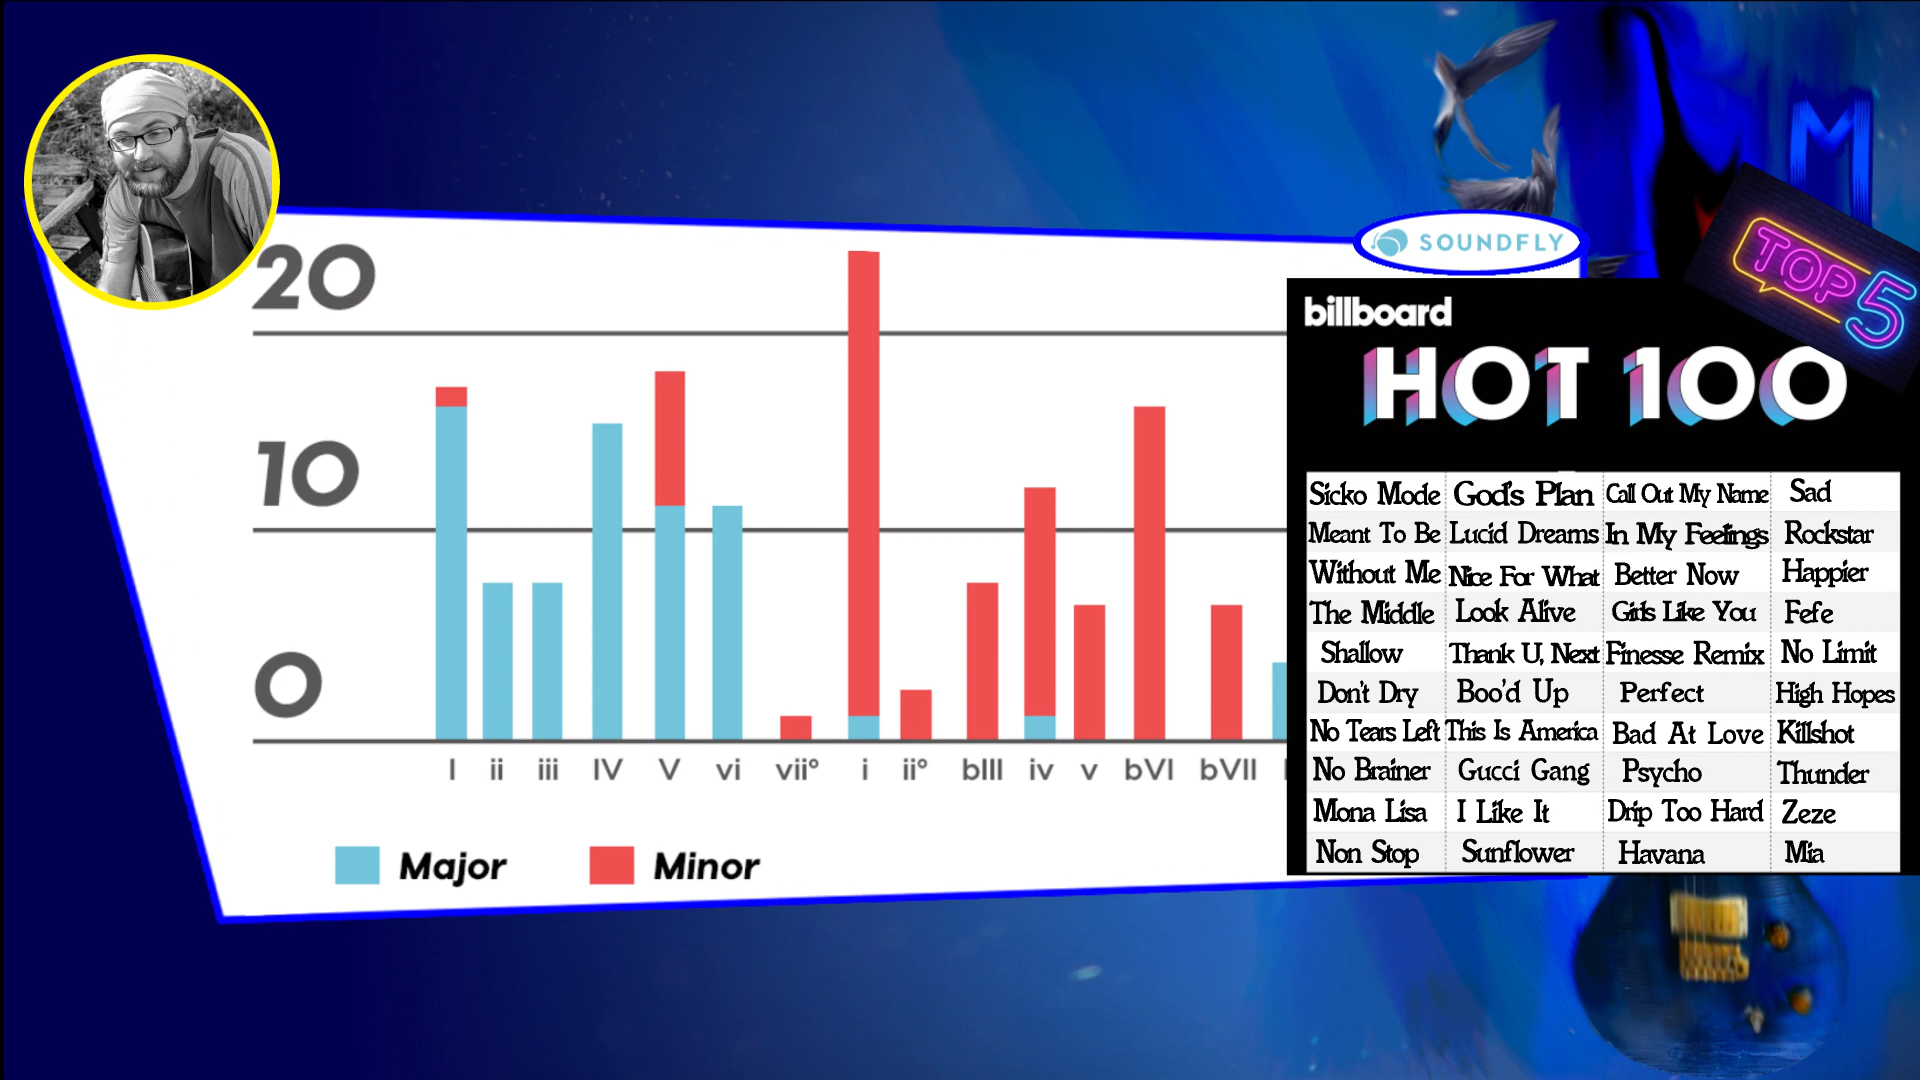 M
TOP 5
SOUNDFLY
20
10
0
I ii iii IV V vi vii° i ii° bIII iv v bVI bVII
Major Minor
billboard
HOT 100
Sicko Mode God's Plan Call Out My Name Sad
Meant To Be Lucid Dreams In My Feelings Rockstar
Without Me Nice For What Better Now Happier
The Middle Look Alive Girls Like You Fefe
Shallow Thank U, Next Finesse Remix No Limit
Don't Dry Boo'd Up Perfect High Hopes
No Tears Left This Is America Bad At Love Killshot
No Brainer Gucci Gang Psycho Thunder
Mona Lisa I Like It Drip Too Hard Zeze
Non Stop Sunflower Havana Mia